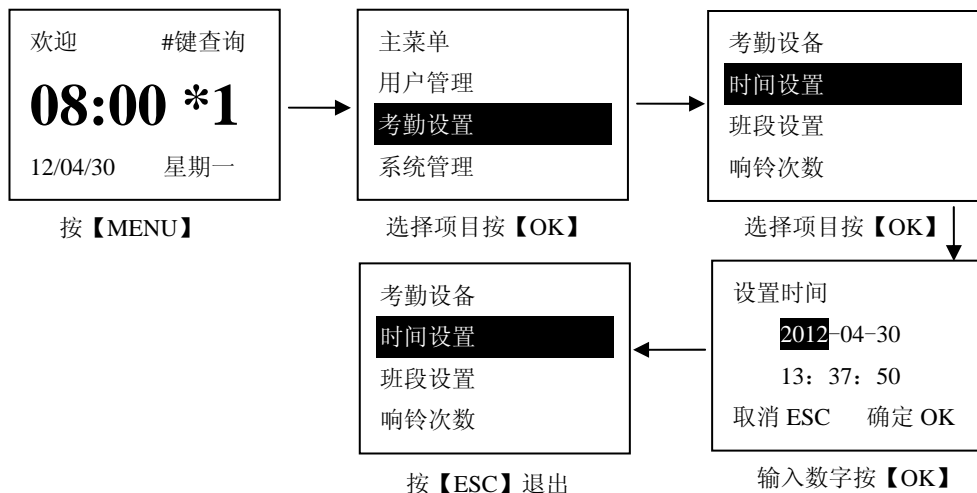 欢迎 #键查询
08:00 *1
12/04/30 星期一
按【MENU】
主菜单
用户管理
考勤设置
系统管理
选择项目按【OK】
考勤设备
时间设置
班段设置
响铃次数
选择项目按【OK】
设置时间
2012-04-30
13：37：50
取消 ESC 确定 OK
输入数字按【OK】
考勤设备
时间设置
班段设置
响铃次数
按【ESC】退出